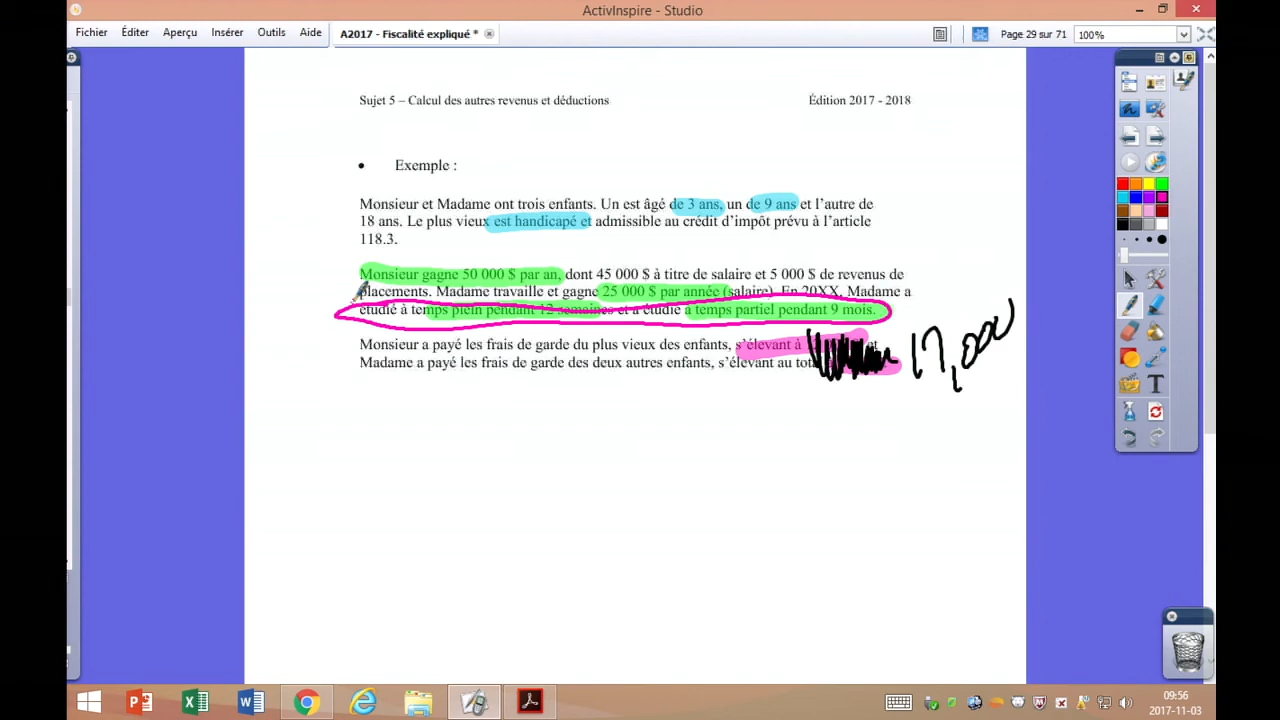 ActivInspire - Studio
Fichier Éditer Aperçu Insérer Outils Aide A2017 - Fiscalité expliqué.* Page 29 sur 71 100%
Sujet 5 – Calcul des autres revenus et déductions Édition 2017 - 2018
• Exemple :
Monsieur et Madame ont trois enfants. Un est âgé de 3 ans, un de 9 ans et l’autre de
18 ans. Le plus vieux est handicapé et admissible au crédit d’impôt prévu à l’article
118.3.
Monsieur gagne 50 000 $ par an, dont 45 000 $ à titre de salaire et 5 000 $ de revenus de
placements. Madame travaille et gagne 25 000 $ par année (salaire). En 20XX, Madame a
étudié à temps plein pendant 12 semaines et a étudié à temps partiel pendant 9 mois.
Monsieur a payé les frais de garde du plus vieux des enfants, s’élevant à
Madame a payé les frais de garde des deux autres enfants, s’élevant au
17,000
09:56
2017-11-03